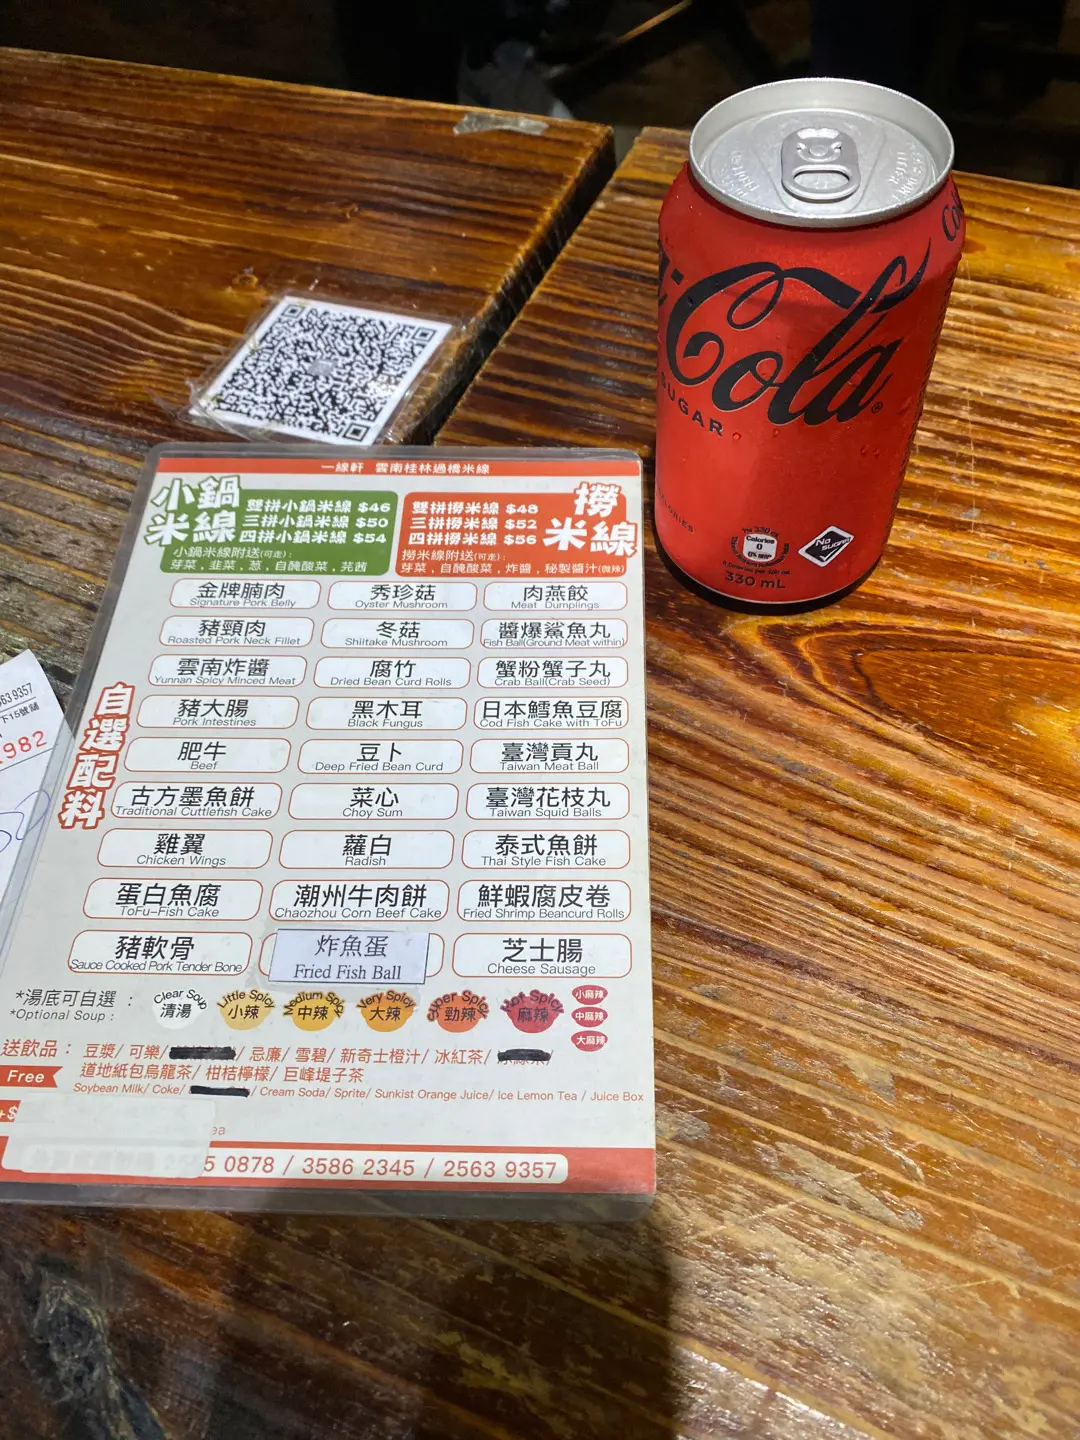 一線軒 雲南桂林過橋米線
小鍋
米線
雙拼小鍋米線 $46
三拼小鍋米線 $50
四拼小鍋米線 $54
小鍋米線附送(可走):
芽菜，韭菜，蔥，自醃酸菜，芫茜
雙拼撈米線 $48
三拼撈米線 $52
四拼撈米線 $56
撈
米線
撈米線附送(可走):
芽菜，自醃酸菜，炸醬，秘製醬汁(微辣)
自選配料
金牌腩肉 秀珍菇 肉燕餃
Signature Pork Belly Oyster Mushroom Meat Dumplings
豬頸肉 冬菇 醬爆鯊魚丸
Roasted Pork Neck Fillet Shiitake Mushroom Fish Ball(Ground Meat within)
雲南炸醬 腐竹 蟹粉蟹子丸
Yunnan Spicy Minced Meat Dried Bean Curd Rolls Crab Ball(Crab Seed)
豬大腸 黑木耳 日本鱈魚豆腐
Pork Intestines Black Fungus Cod Fish Cake with ToFu
肥牛 豆卜 臺灣貢丸
Beef Deep Fried Bean Curd Taiwan Meat Ball
古方墨魚餅 菜心 臺灣花枝丸
Traditional Cuttlefish Cake Choy Sum Taiwan Squid Balls
雞翼 蘿白 泰式魚餅
Chicken Wings Radish Thai Style Fish Cake
蛋白魚腐 潮州牛肉餅 鮮蝦腐皮卷
ToFu-Fish Cake Chaozhou Corn Beef Cake Fried Shrimp Beancurd Rolls
豬軟骨 炸魚蛋 芝士腸
Sauce Cooked Pork Tender Bone Fried Fish Ball Cheese Sausage
*湯底可自選：
*Optional Soup :
Clear Soup Little Spicy Medium Spicy Very Spicy Super Spicy Hot Spicy
清湯 小辣 中辣 大辣 勁辣 麻辣
小麻辣
中麻辣
大麻辣
送飲品： 豆漿/ 可樂/ / 忌廉/ 雪碧/ 新奇士橙汁/ 冰紅茶/
Free 道地紙包烏龍茶/ 柑桔檸檬/ 巨峰堤子茶
Soybean Milk/ Coke/ / Cream Soda/ Sprite/ Sunkist Orange Juice/ Ice Lemon Tea / Juice Box
+$
ea
5 0878 / 3586 2345 / 2563 9357
63 9357
下15號舖
982
Cola
SUGAR
CALORIES
330
Calories
0
0%
No
SUGAR
330 mL